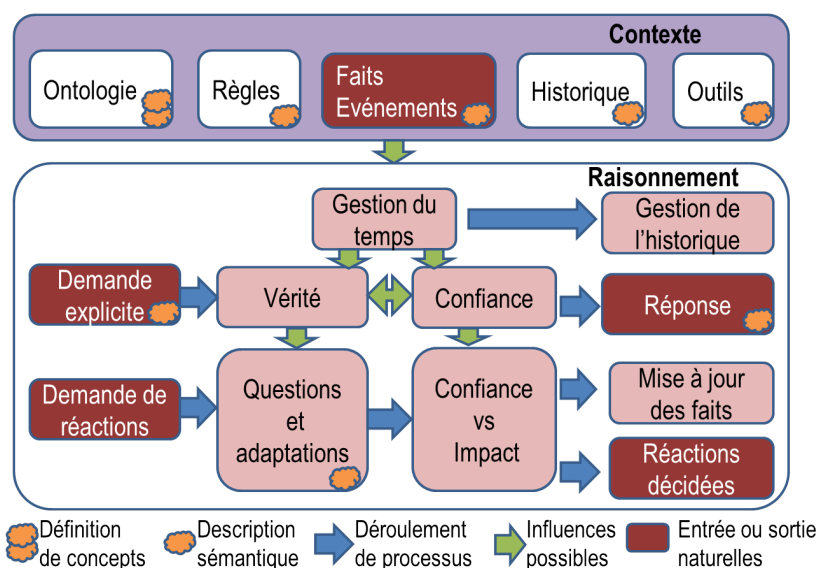 Contexte
Ontologie
Règles
Faits
Evénements
Historique
Outils
Raisonnement
Gestion du
temps
Gestion de
l'historique
Demande
explicite
Vérité
Confiance
Réponse
Demande de
réactions
Questions
et
adaptations
Confiance
vs
Impact
Mise à jour
des faits
Réactions
décidées
Définition
de concepts
Description
sémantique
Déroulement
de processus
Influences
possibles
Entrée ou sortie
naturelles